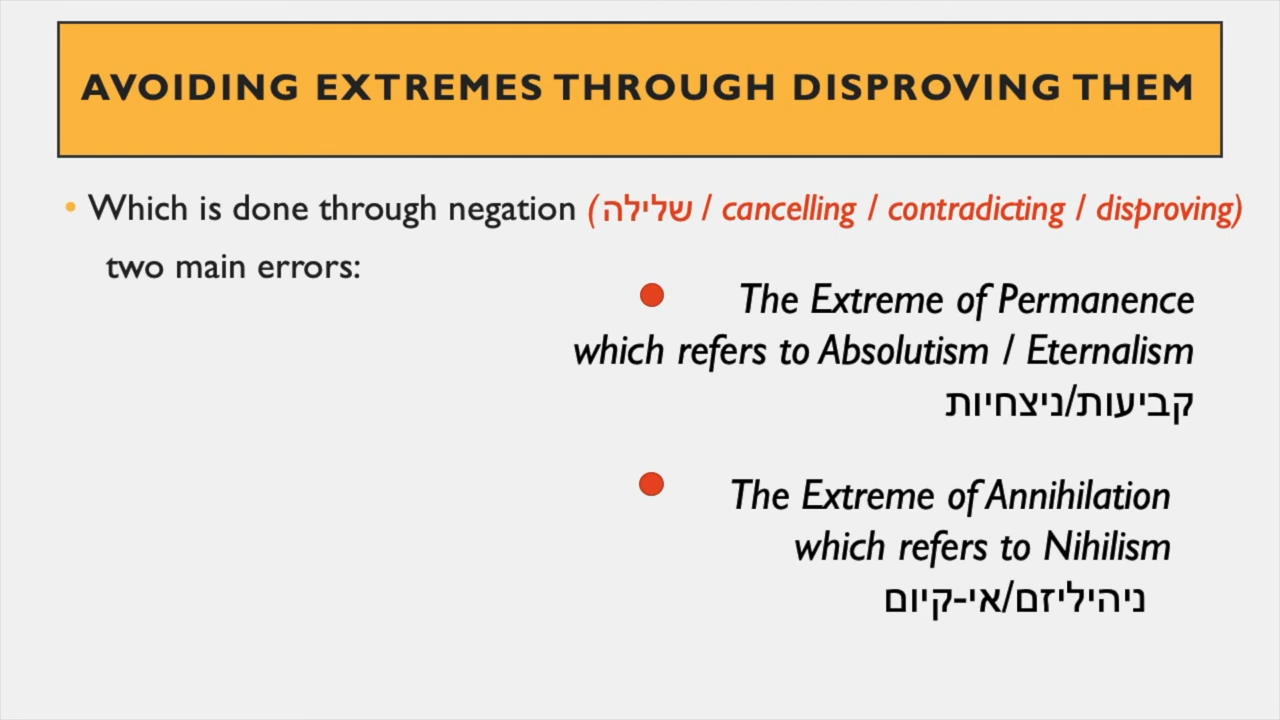 AVOIDING EXTREMES THROUGH DISPROVING THEM
• Which is done through negation (שלילה / cancelling / contradicting / disproving)
two main errors:
The Extreme of Permanence
which refers to Absolutism / Eternalism
קביעות/ניצחיות
The Extreme of Annihilation
which refers to Nihilism
ניהיליזם/אי-קיום